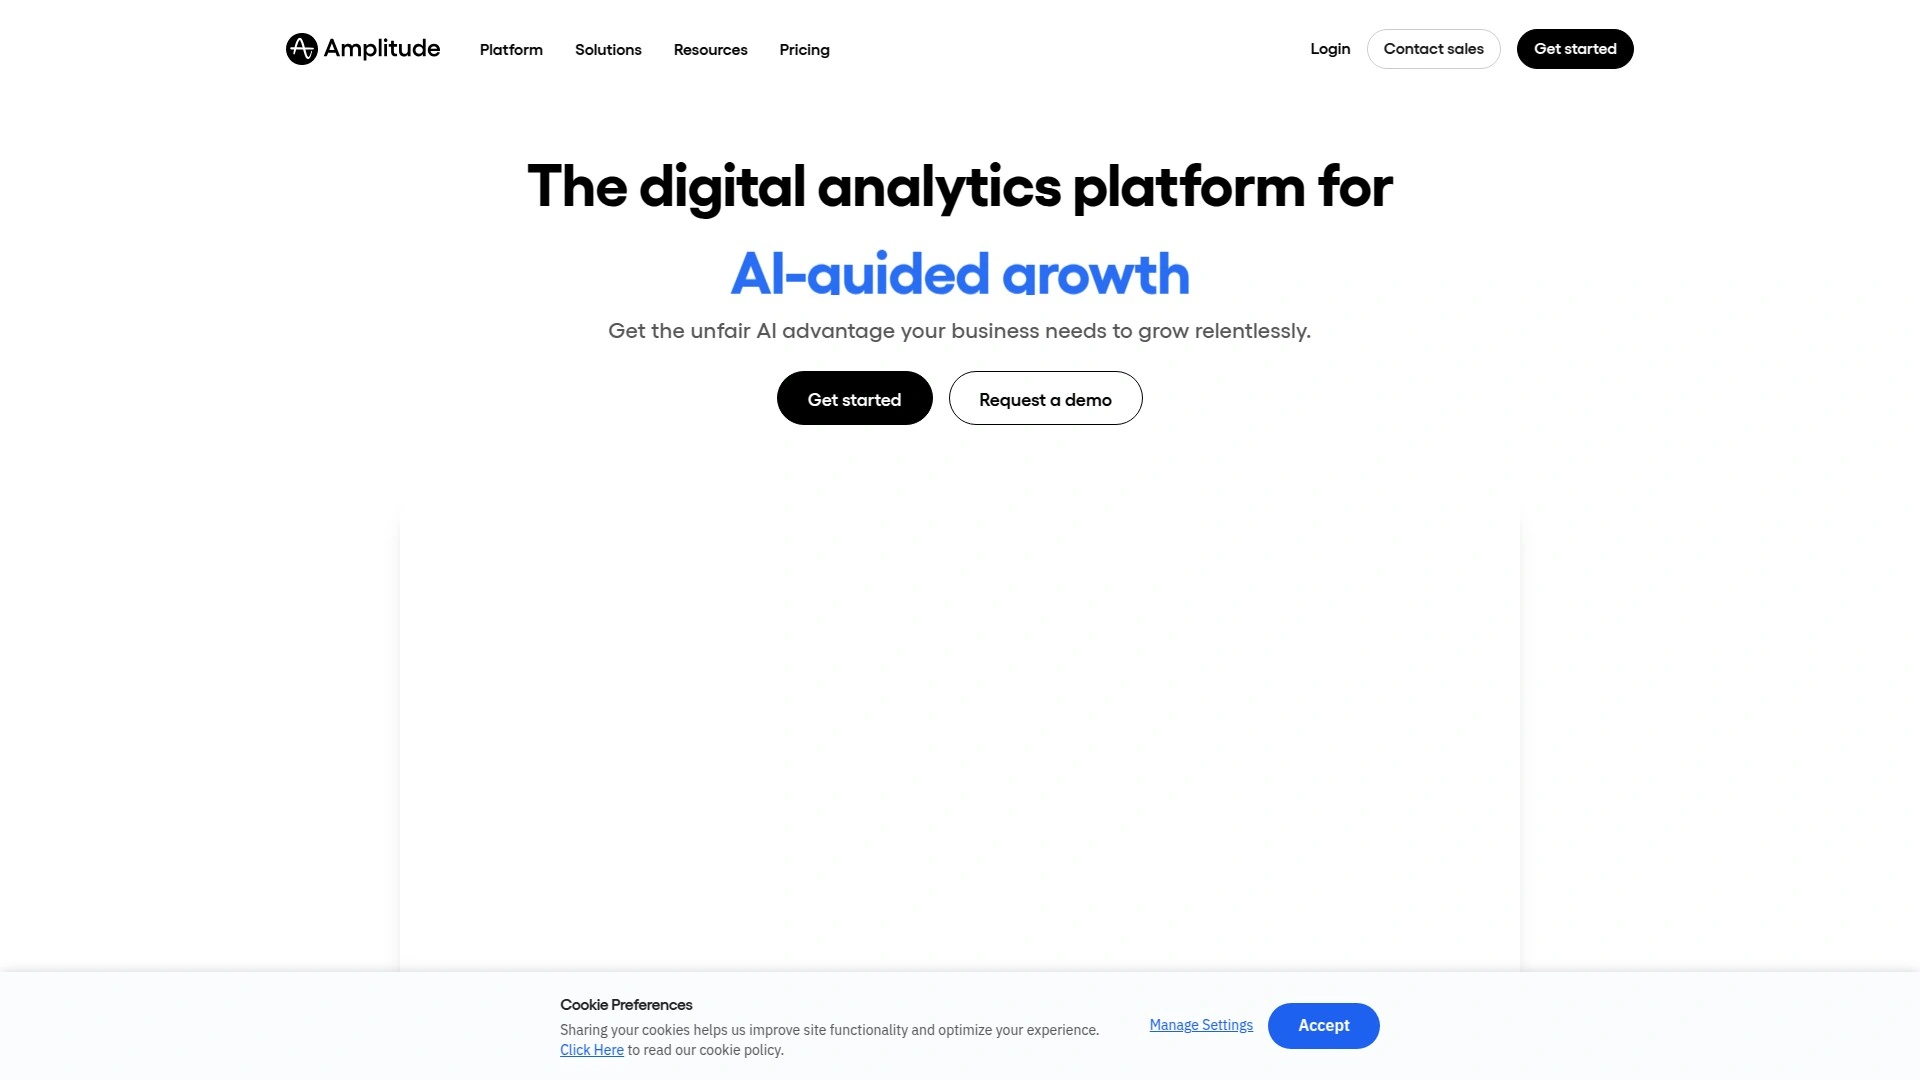 Amplitude
Platform
Solutions
Resources
Pricing
Login
Contact sales
Get started
The digital analytics platform for
AI-guided growth
Get the unfair AI advantage your business needs to grow relentlessly.
Get started
Request a demo
Cookie Preferences
Sharing your cookies helps us improve site functionality and optimize your experience.
Click Here to read our cookie policy.
Manage Settings
Accept